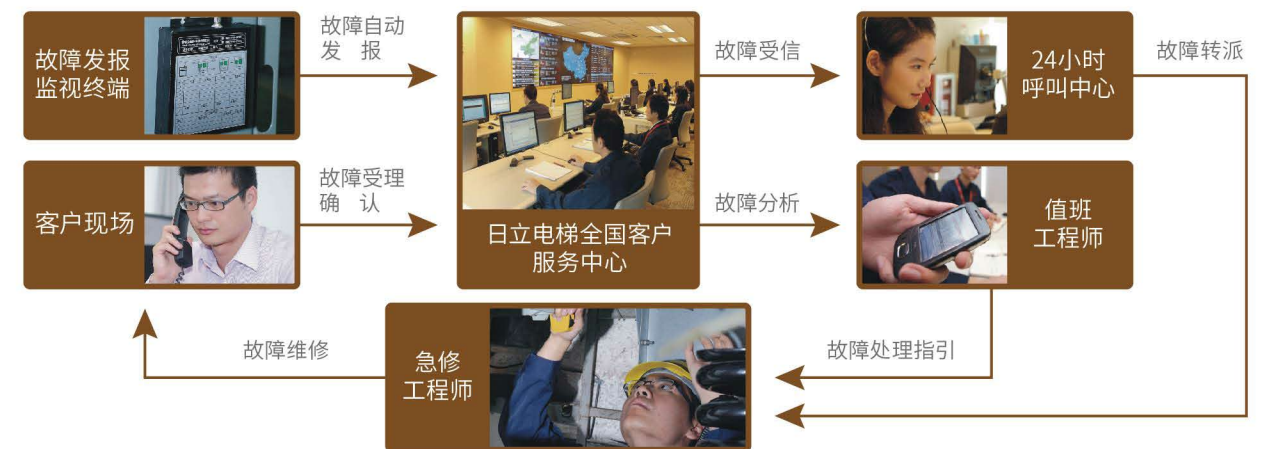 故障发报
监视终端
故障自动
发 报
故障受信
24小时
呼叫中心
故障转派
客户现场
故障受理
确 认
日立电梯全国客户
服务中心
故障分析
值班
工程师
故障维修
急修
工程师
故障处理指引